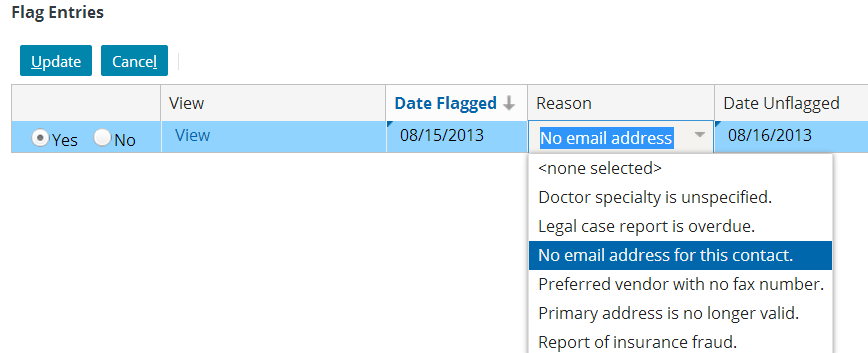 Flag Entries
Update Cancel
View Date Flagged Reason Date Unflagged
Yes No View 08/15/2013 No email address 08/16/2013
<none selected>
Doctor specialty is unspecified.
Legal case report is overdue.
No email address for this contact.
Preferred vendor with no fax number.
Primary address is no longer valid.
Report of insurance fraud.